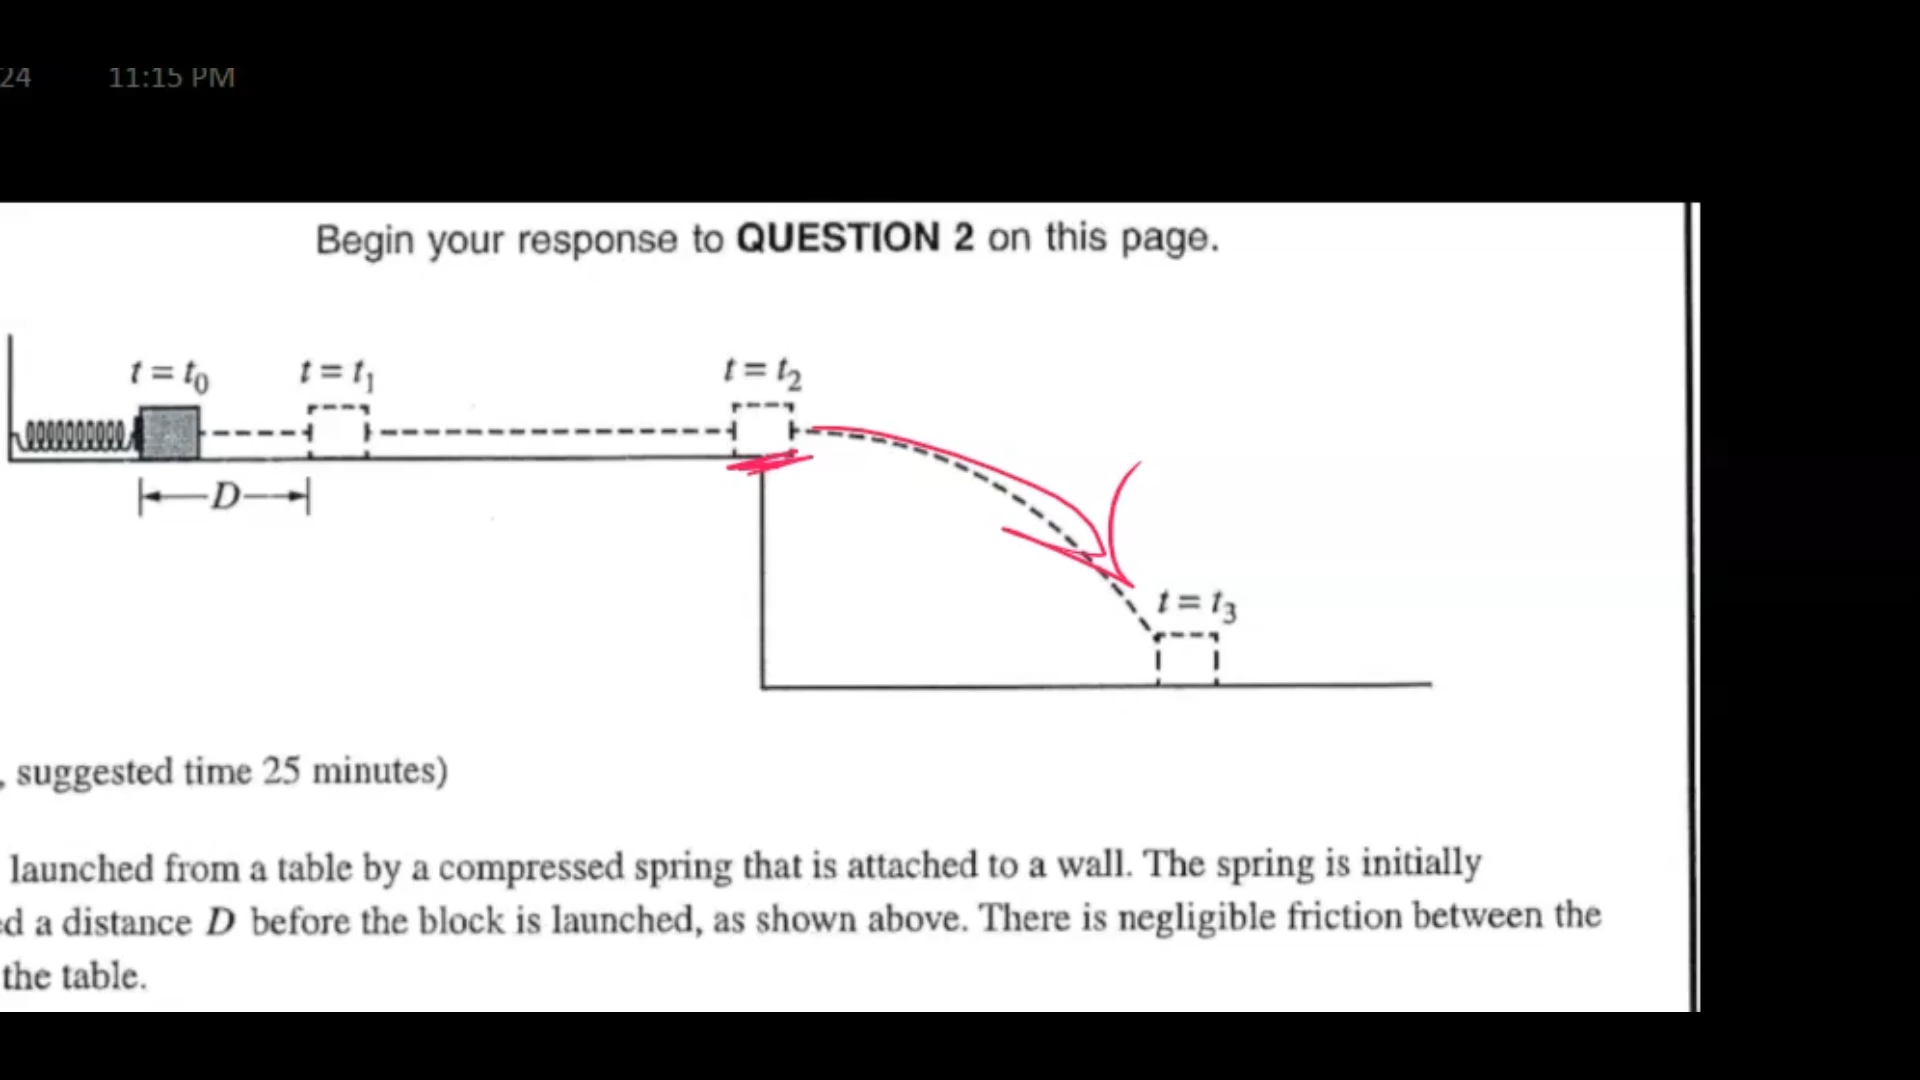 24 11:15 PM
Begin your response to QUESTION 2 on this page.
t = t₀ t = t₁ t = t₂
D
t = t₃
, suggested time 25 minutes)
launched from a table by a compressed spring that is attached to a wall. The spring is initially
ed a distance D before the block is launched, as shown above. There is negligible friction between the
the table.